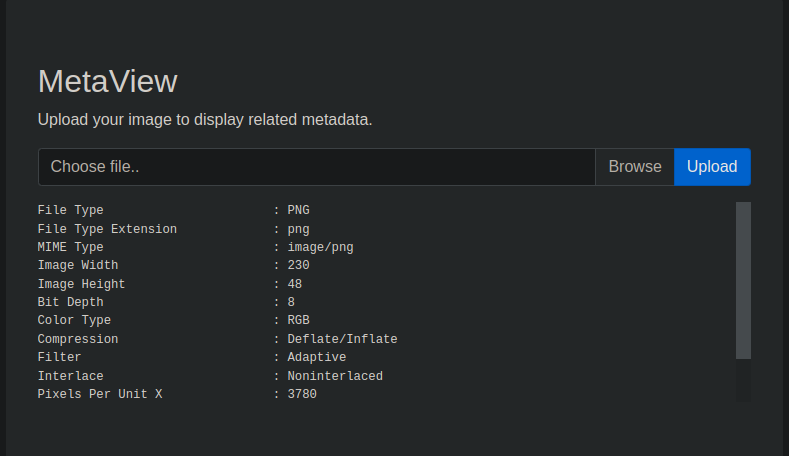 MetaView
Upload your image to display related metadata.
Choose file.. Browse Upload
File Type : PNG
File Type Extension : png
MIME Type : image/png
Image Width : 230
Image Height : 48
Bit Depth : 8
Color Type : RGB
Compression : Deflate/Inflate
Filter : Adaptive
Interlace : Noninterlaced
Pixels Per Unit X : 3780